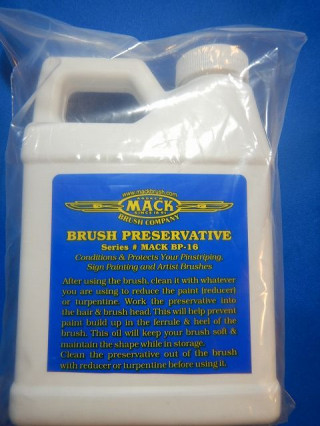 www.mackbrush.com
MACK
BRUSH COMPANY
BRUSH PRESERVATIVE
Series # MACK BP-16
Conditions & Protects Your Pinstriping,
Sign Painting and Artist Brushes
After using the brush, clean it with whatever
you are using to reduce the paint (reducer)
or turpentine. Work the preservative into
the hair & brush head. This will help prevent
paint build up in the ferrule & heel of the
brush. This oil will keep your brush soft &
maintain the shape while in storage.
Clean the preservative out of the brush
with reducer or turpentine before using it.